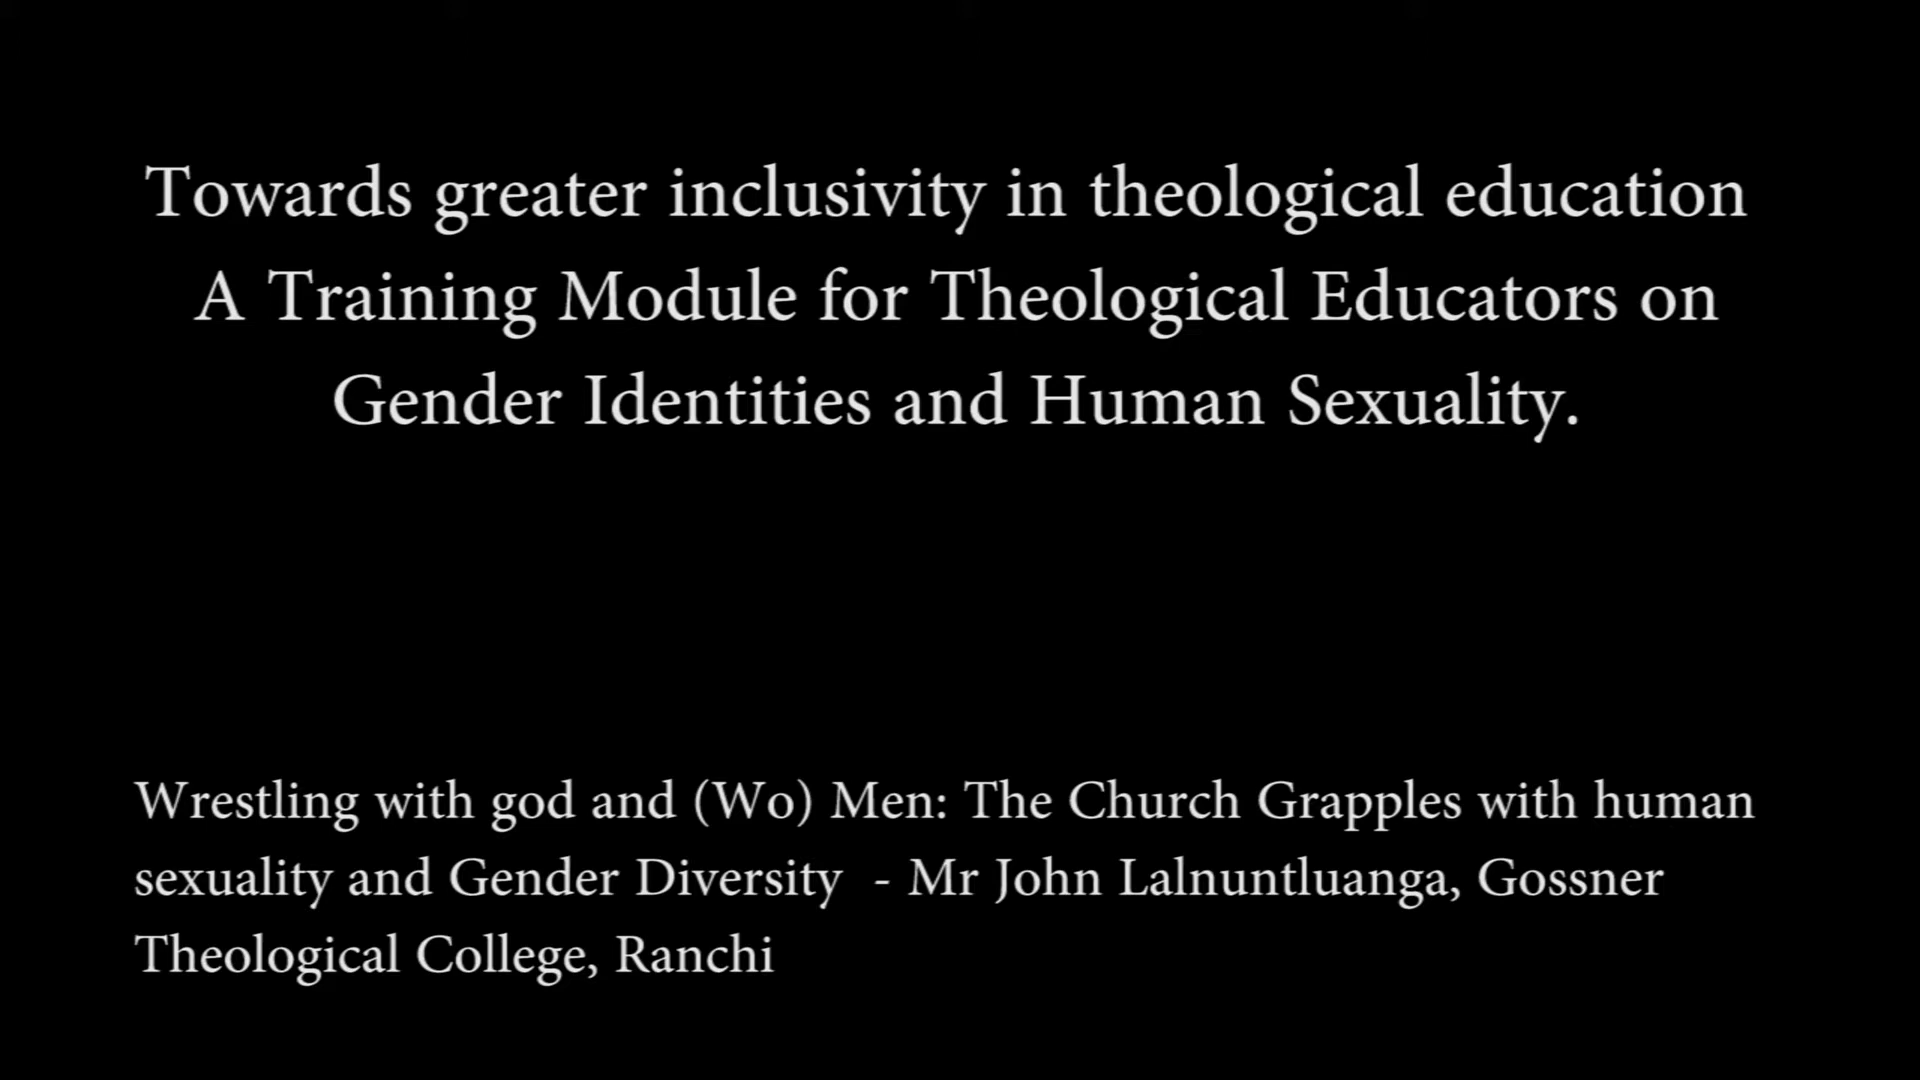 Towards greater inclusivity in theological education
A Training Module for Theological Educators on
Gender Identities and Human Sexuality.
Wrestling with god and (Wo) Men: The Church Grapples with human
sexuality and Gender Diversity  - Mr John Lalnuntluanga, Gossner
Theological College, Ranchi